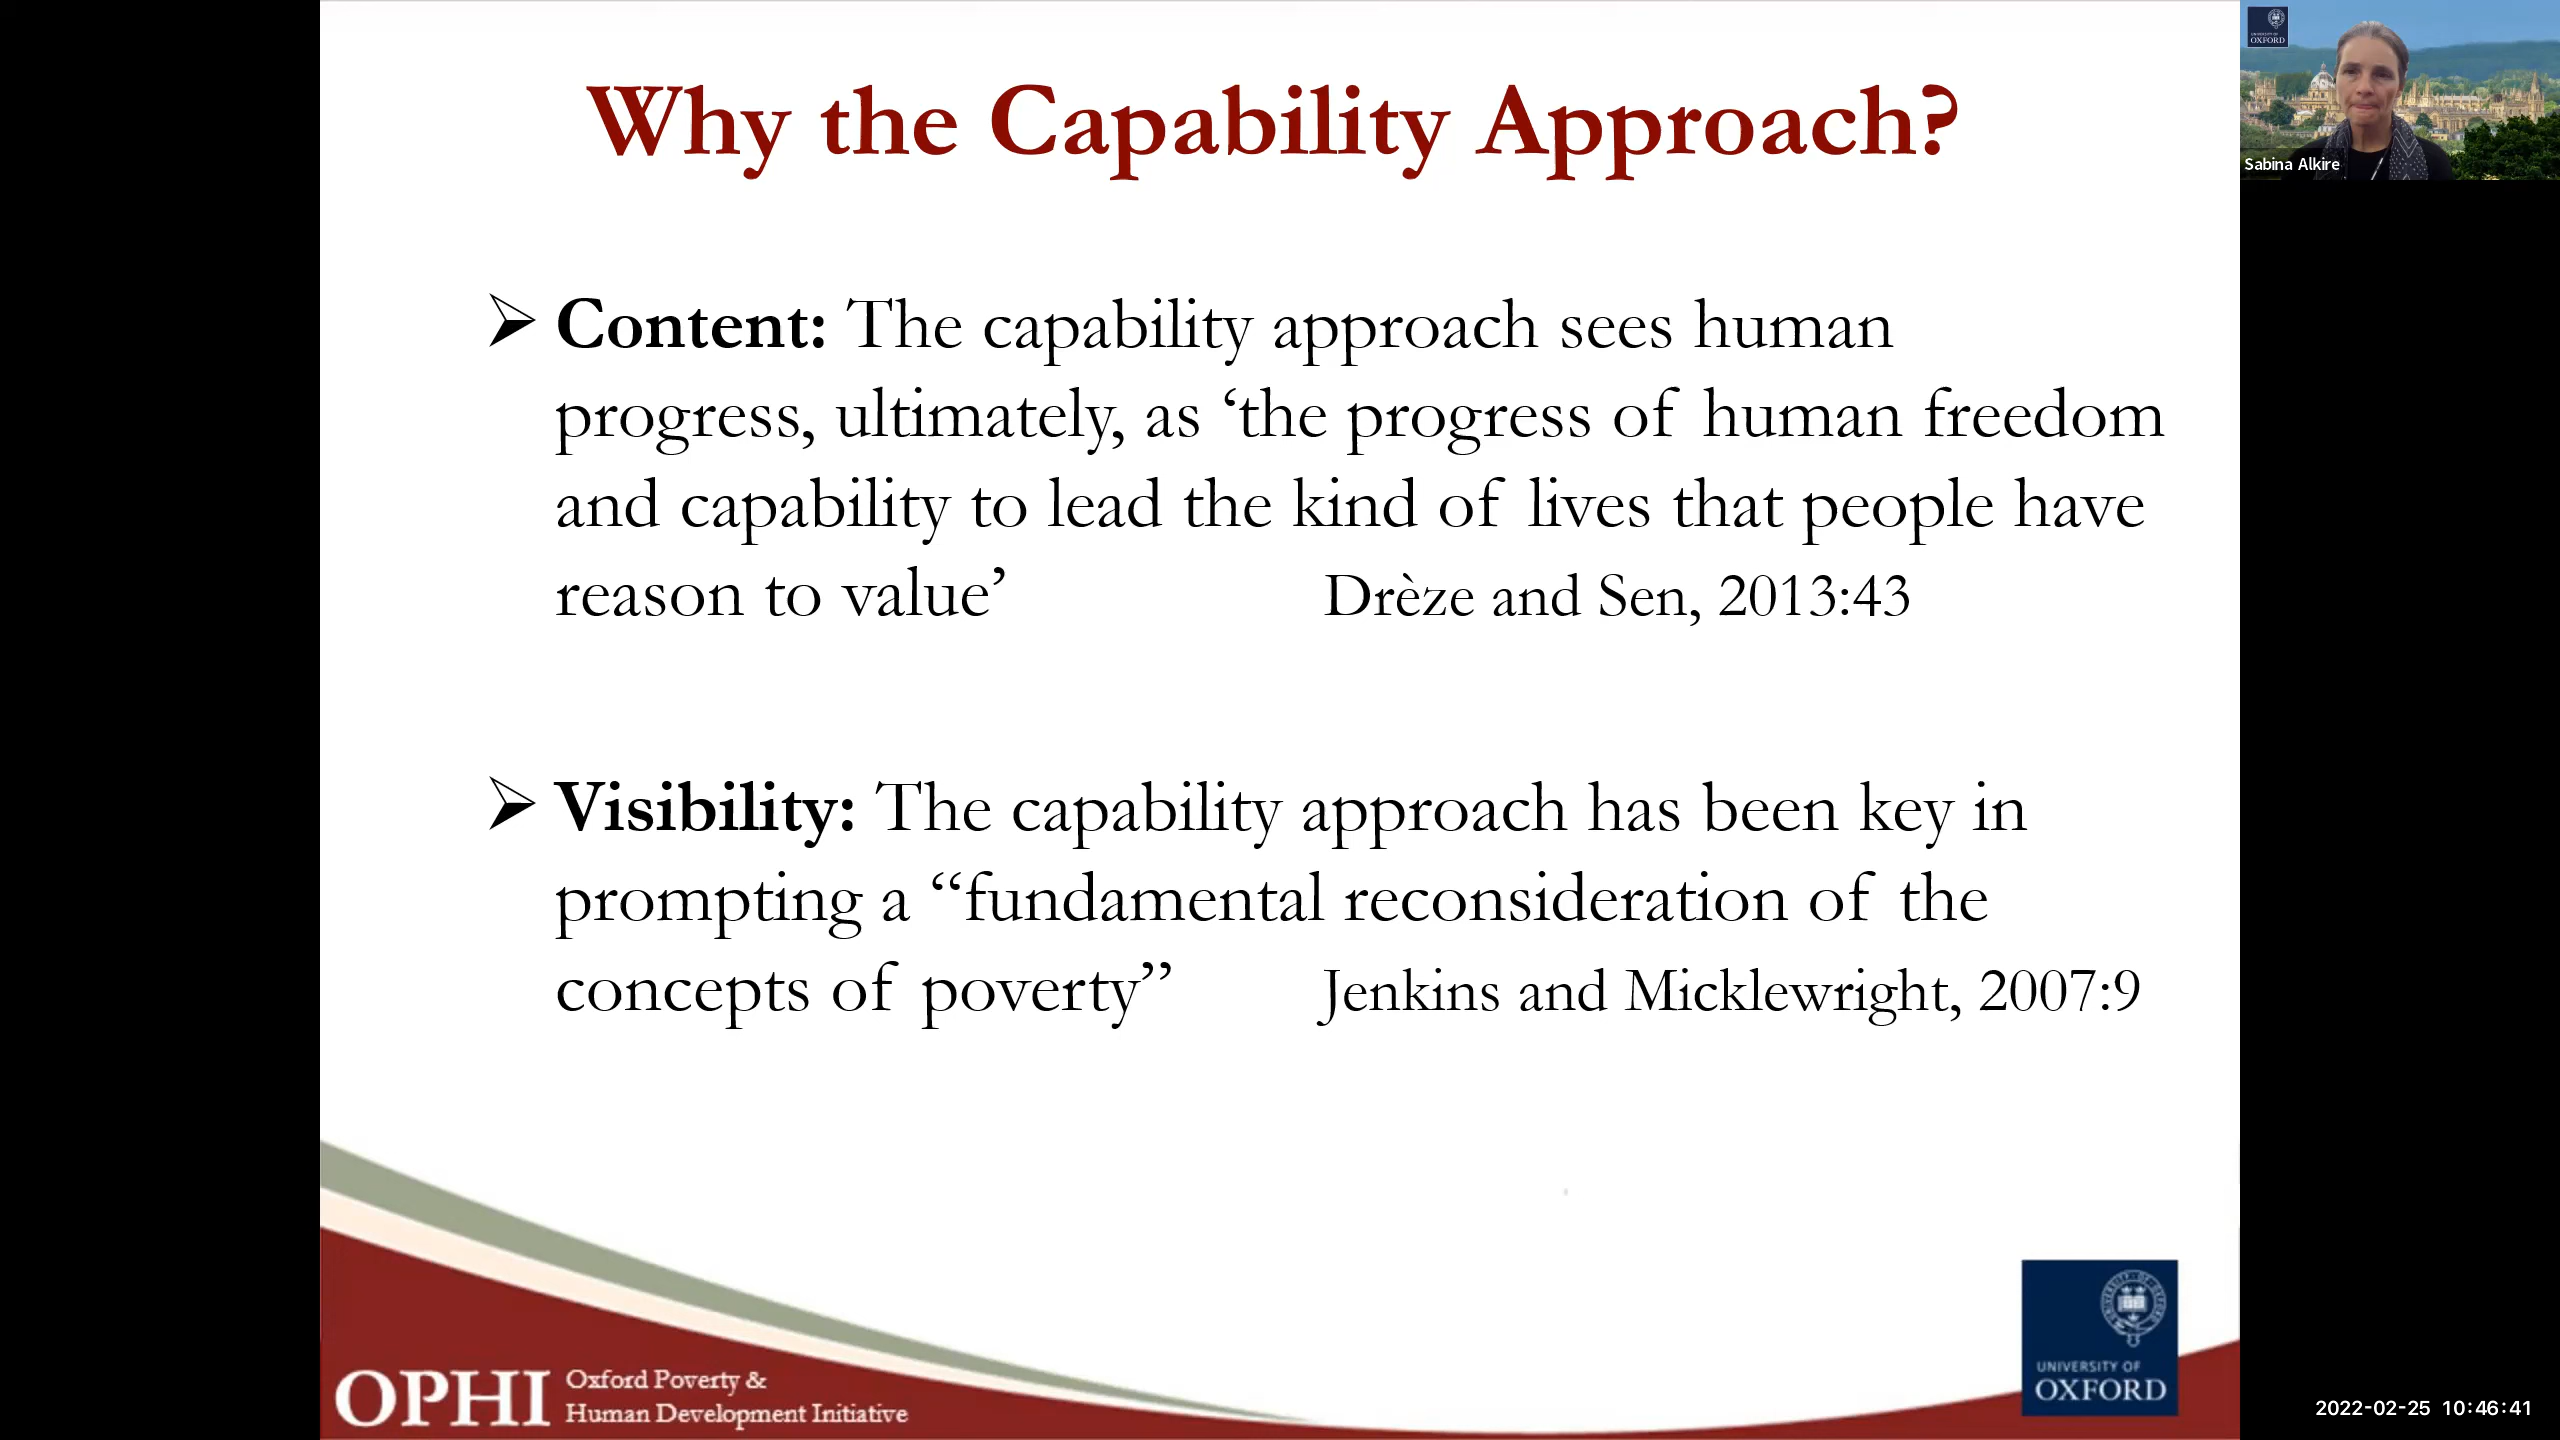 Why the Capability Approach?
➢ Content: The capability approach sees human
progress, ultimately, as ‘the progress of human freedom
and capability to lead the kind of lives that people have
reason to value’ Drèze and Sen, 2013:43
➢ Visibility: The capability approach has been key in
prompting a “fundamental reconsideration of the
concepts of poverty” Jenkins and Micklewright, 2007:9
OPHI
Oxford Poverty &
Human Development Initiative
UNIVERSITY OF
OXFORD
UNIVERSITY OF
OXFORD
Sabina Alkire
2022-02-25 10:46:41